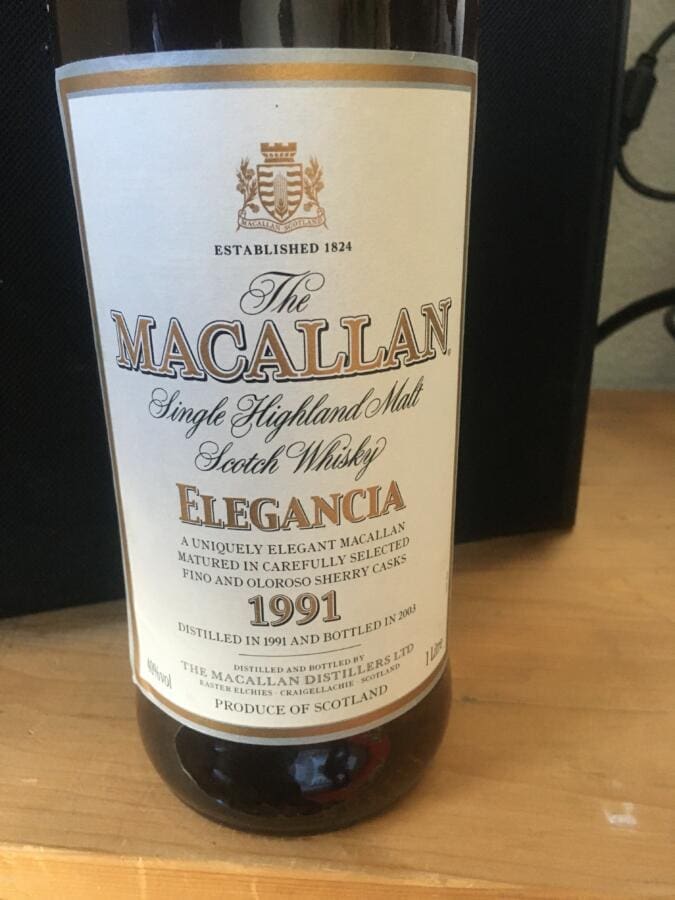 MACALLAN SCOTLAND
ESTABLISHED 1824
The
MACALLAN
Single Highland Malt
Scotch Whisky
ELEGANCIA
A UNIQUELY ELEGANT MACALLAN
MATURED IN CAREFULLY SELECTED
FINO AND OLOROSO SHERRY CASKS
1991
DISTILLED IN 1991 AND BOTTLED IN 2003
DISTILLED AND BOTTLED BY
THE MACALLAN DISTILLERS LTD
EASTER ELCHIES · CRAIGELLACHIE · SCOTLAND
40%vol
1 Litre
PRODUCE OF SCOTLAND